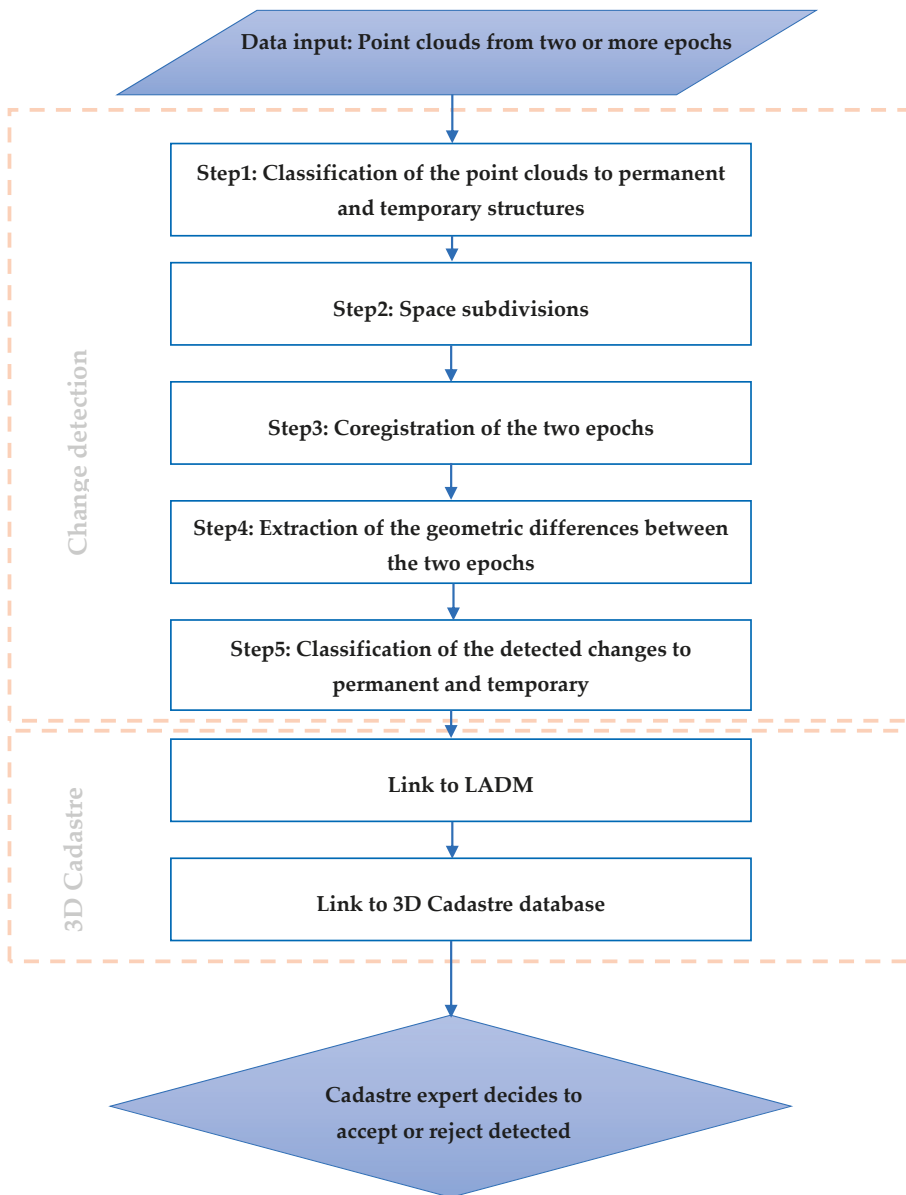 Data input: Point clouds from two or more epochs
Step1: Classification of the point clouds to permanent
and temporary structures
Step2: Space subdivisions
Change detection
Step3: Coregistration of the two epochs
Step4: Extraction of the geometric differences between
the two epochs
Step5: Classification of the detected changes to
permanent and temporary
3D Cadastre
Link to LADM
Link to 3D Cadastre database
Cadastre expert decides to
accept or reject detected